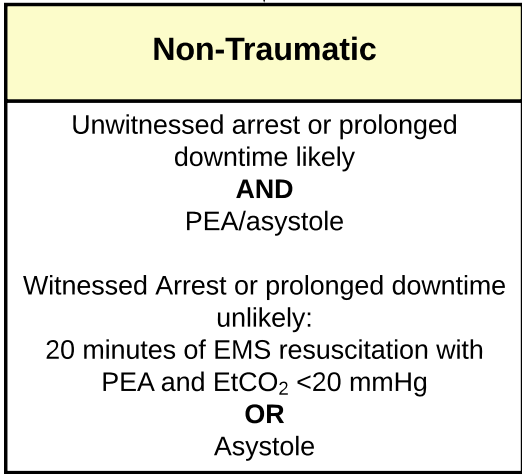 Non-Traumatic
Unwitnessed arrest or prolonged
downtime likely
AND
PEA/asystole
Witnessed Arrest or prolonged downtime
unlikely:
20 minutes of EMS resuscitation with
PEA and EtCO₂ <20 mmHg
OR
Asystole